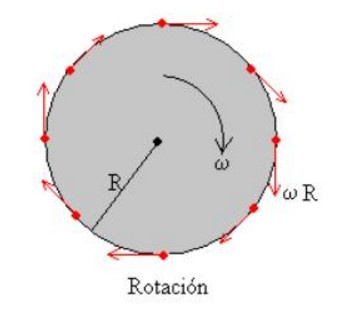 ω
R
ω R
Rotación